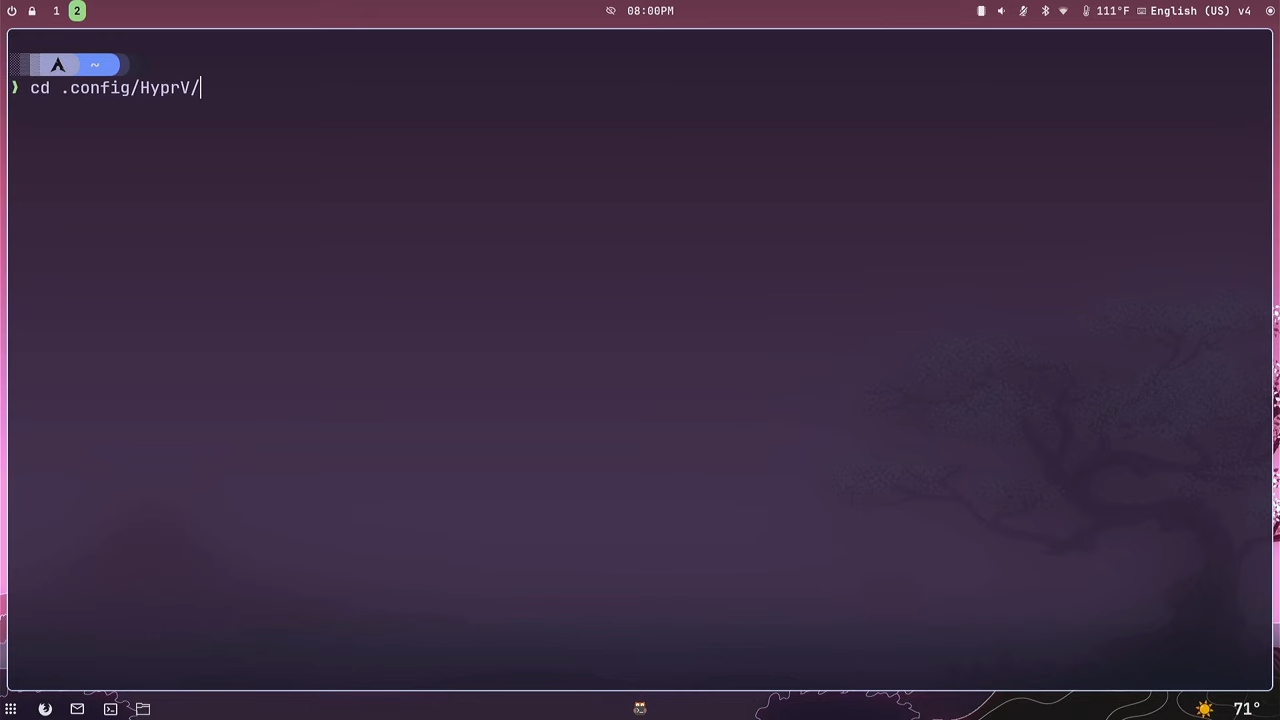 1 2 08:00PM 111°F English (US) v4
~
❯ cd .config/HyprV/
71°